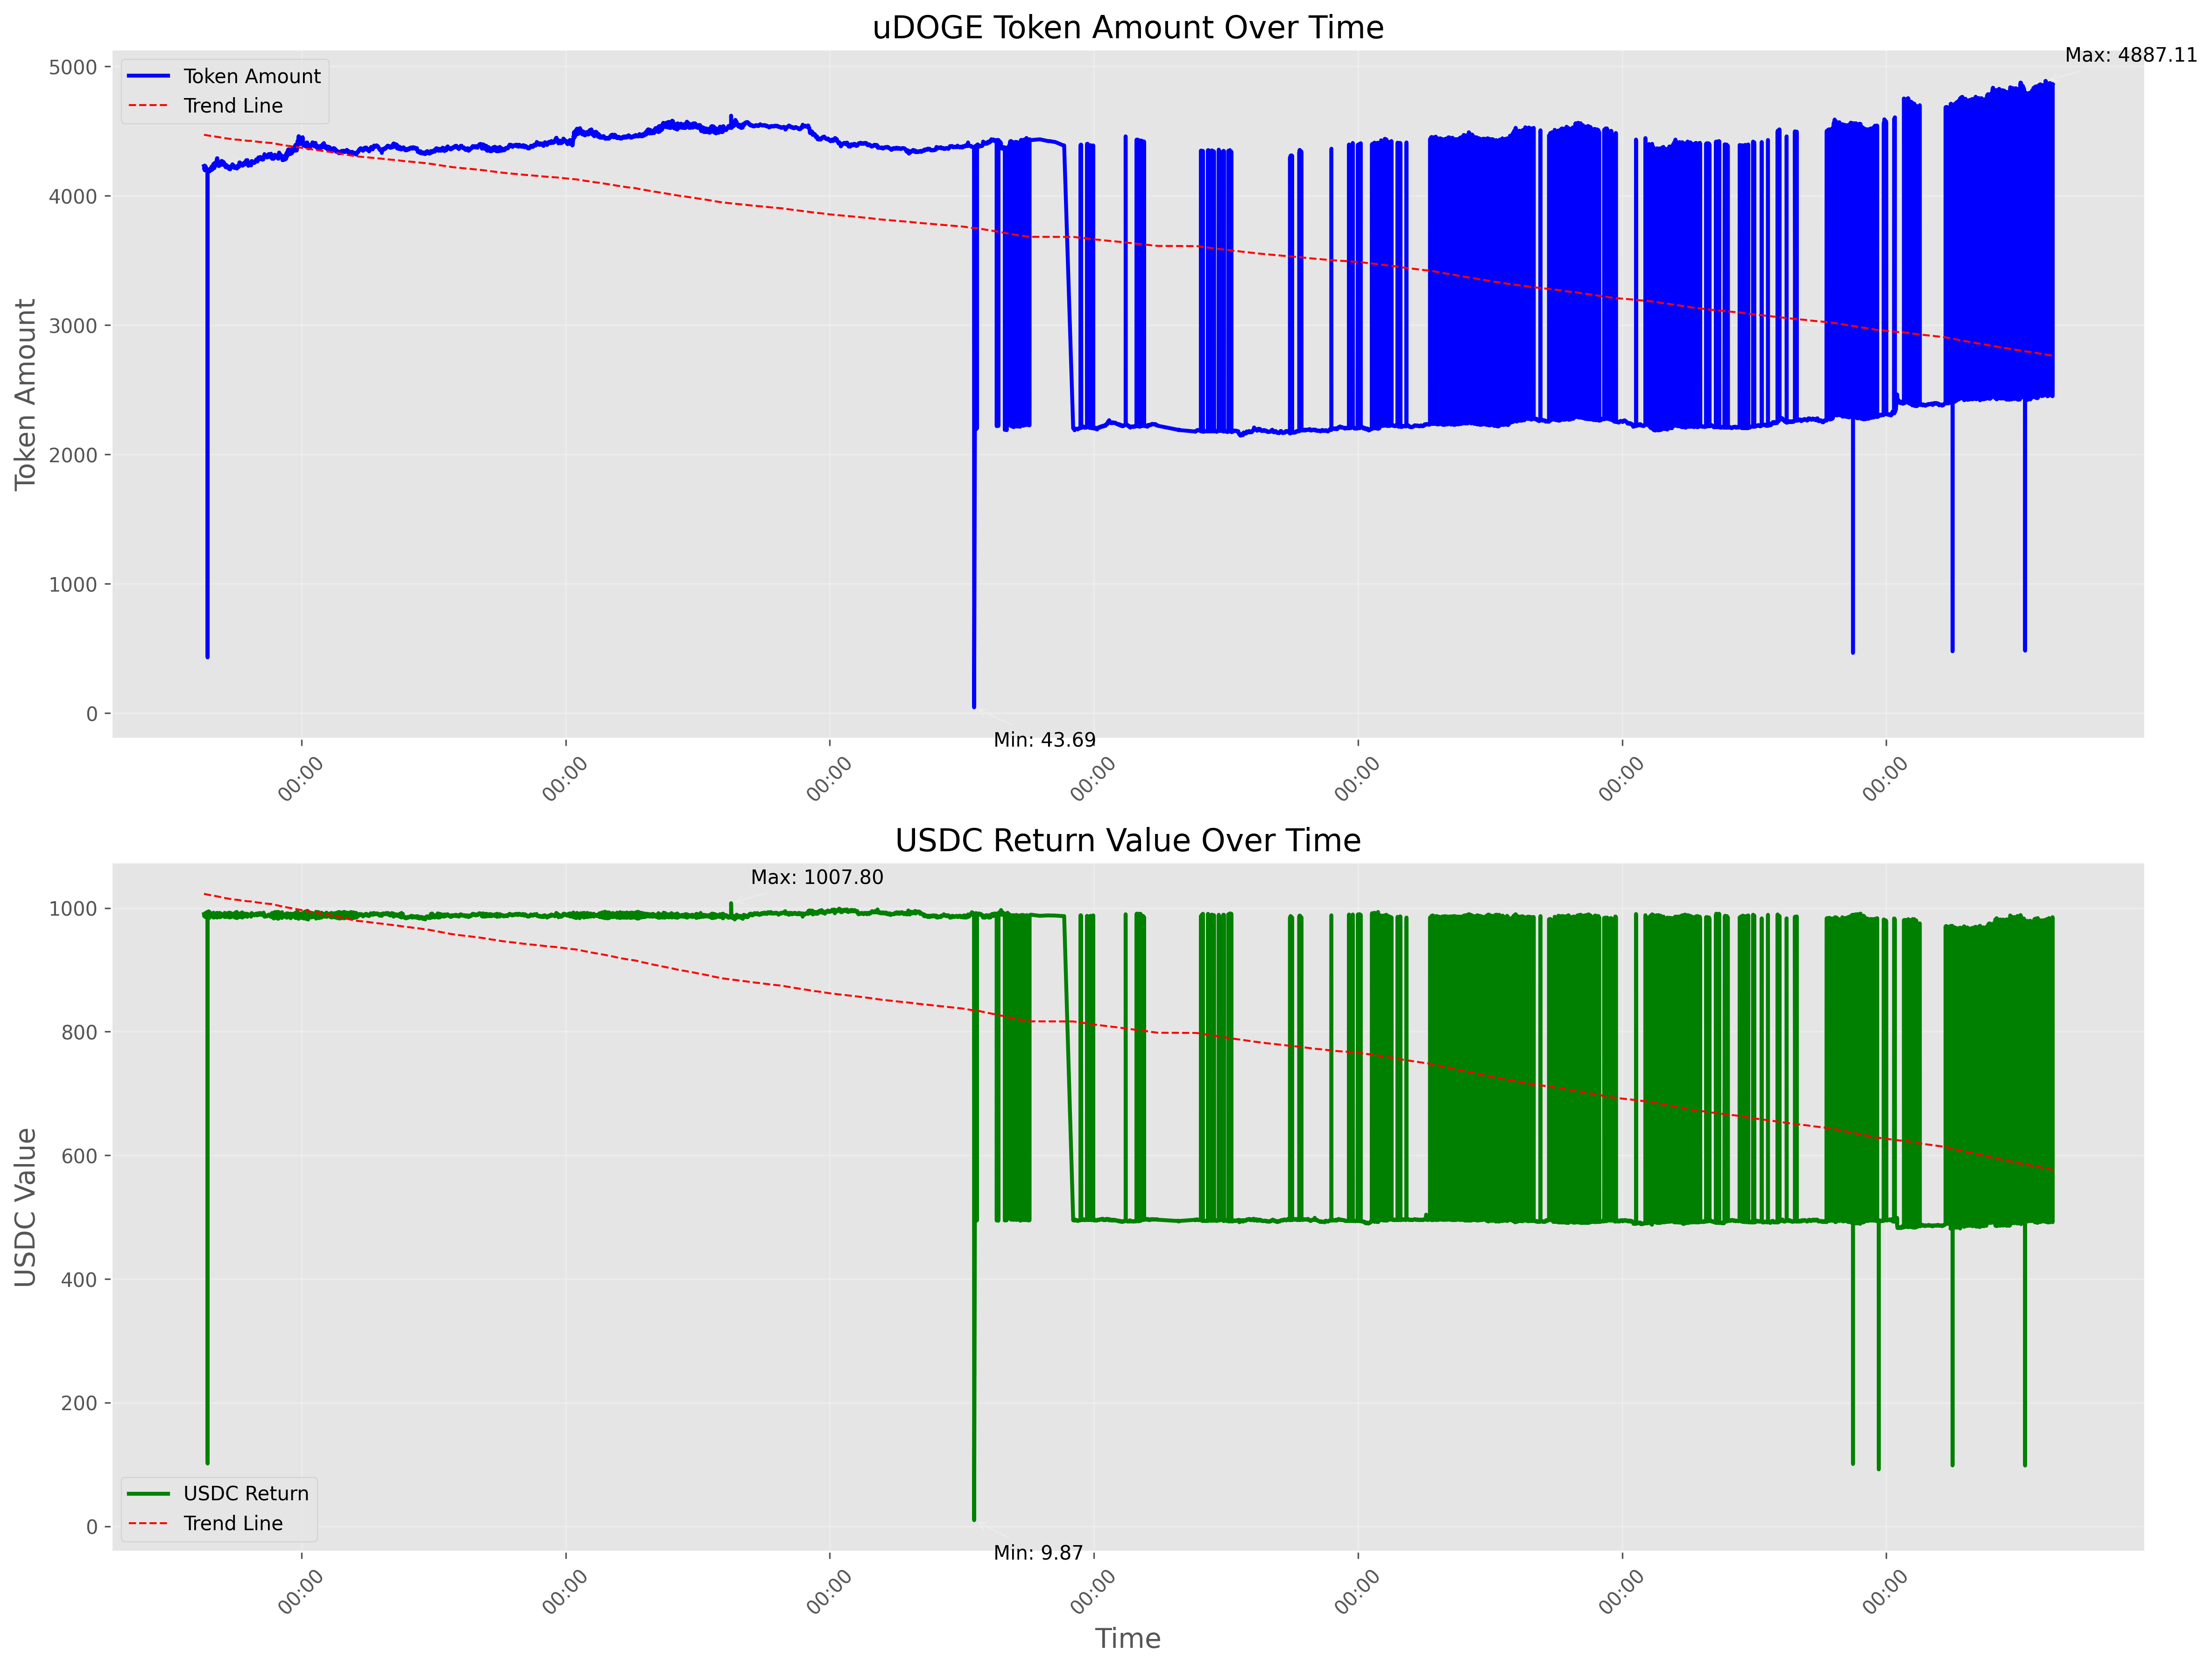 uDOGE Token Amount Over Time
Max: 4887.11
Token Amount
Trend Line
5000
4000
3000
2000
1000
0
Token Amount
Min: 43.69
00:00 00:00 00:00 00:00 00:00 00:00 00:00
USDC Return Value Over Time
Max: 1007.80
1000
800
600
400
200
0
USDC Value
USDC Return
Trend Line
Min: 9.87
00:00 00:00 00:00 00:00 00:00 00:00 00:00
Time